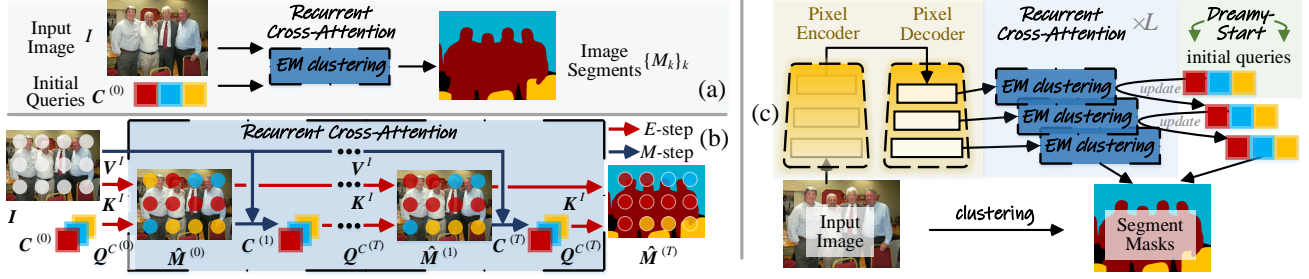 Input
Image I
Initial
Queries C^(0)
Recurrent
Cross-Attention
EM clustering
Image
Segments {M_k}_k
(a)
Recurrent Cross-Attention
(b)
E-step
M-step
V^I
K^I
I
C^(0)
Q^C^(0)
M̂^(0)
C^(1)
V^I
K^I
Q^C^(T)
M̂^(1)
C^(T)
K^I
Q^C^(T)
M̂^(T)
(c)
Pixel
Encoder
Pixel
Decoder
Recurrent
Cross-Attention ×L
Dreamy-
Start
initial queries
EM clustering
update
EM clustering
update
EM clustering
Input
Image
clustering
Segment
Masks